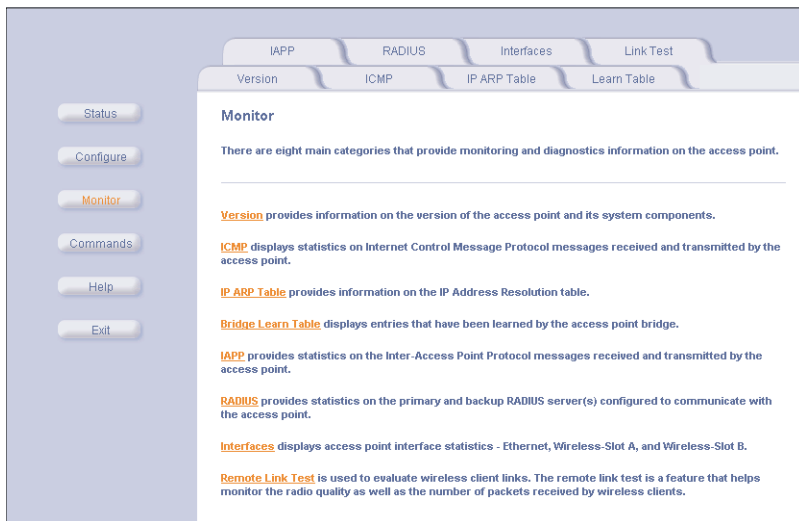 IAPP RADIUS Interfaces Link Test
Version ICMP IP ARP Table Learn Table
Status
Configure
Monitor
Commands
Help
Exit
Monitor
There are eight main categories that provide monitoring and diagnostics information on the access point.
Version provides information on the version of the access point and its system components.
ICMP displays statistics on Internet Control Message Protocol messages received and transmitted by the
access point.
IP ARP Table provides information on the IP Address Resolution table.
Bridge Learn Table displays entries that have been learned by the access point bridge.
IAPP provides statistics on the Inter-Access Point Protocol messages received and transmitted by the
access point.
RADIUS provides statistics on the primary and backup RADIUS server(s) configured to communicate with
the access point.
Interfaces displays access point interface statistics - Ethernet, Wireless-Slot A, and Wireless-Slot B.
Remote Link Test is used to evaluate wireless client links. The remote link test is a feature that helps
monitor the radio quality as well as the number of packets received by wireless clients.